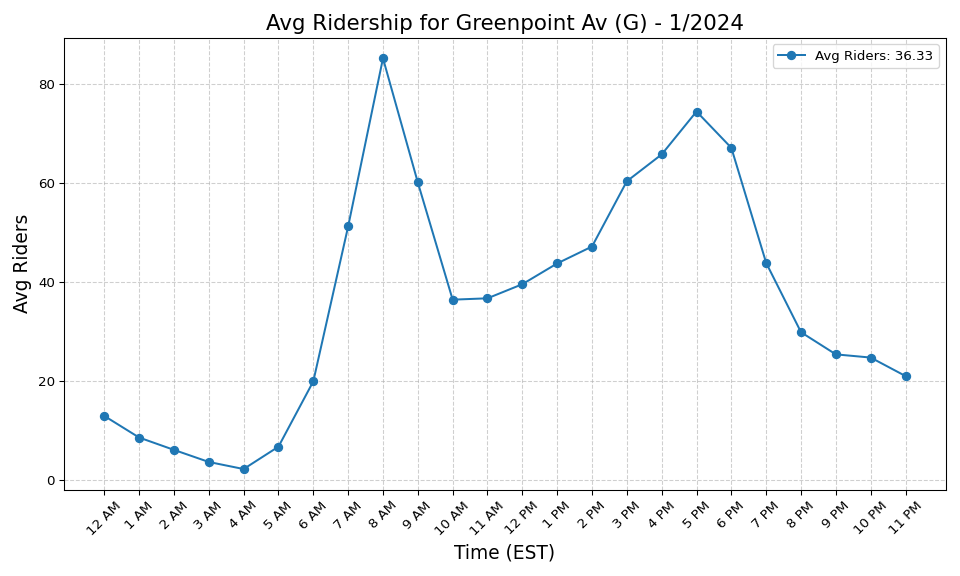 Avg Ridership for Greenpoint Av (G) - 1/2024
Avg Riders: 36.33
Avg Riders
80
60
40
20
0
12 AM
1 AM
2 AM
3 AM
4 AM
5 AM
6 AM
7 AM
8 AM
9 AM
10 AM
11 AM
12 PM
1 PM
2 PM
3 PM
4 PM
5 PM
6 PM
7 PM
8 PM
9 PM
10 PM
11 PM
Time (EST)